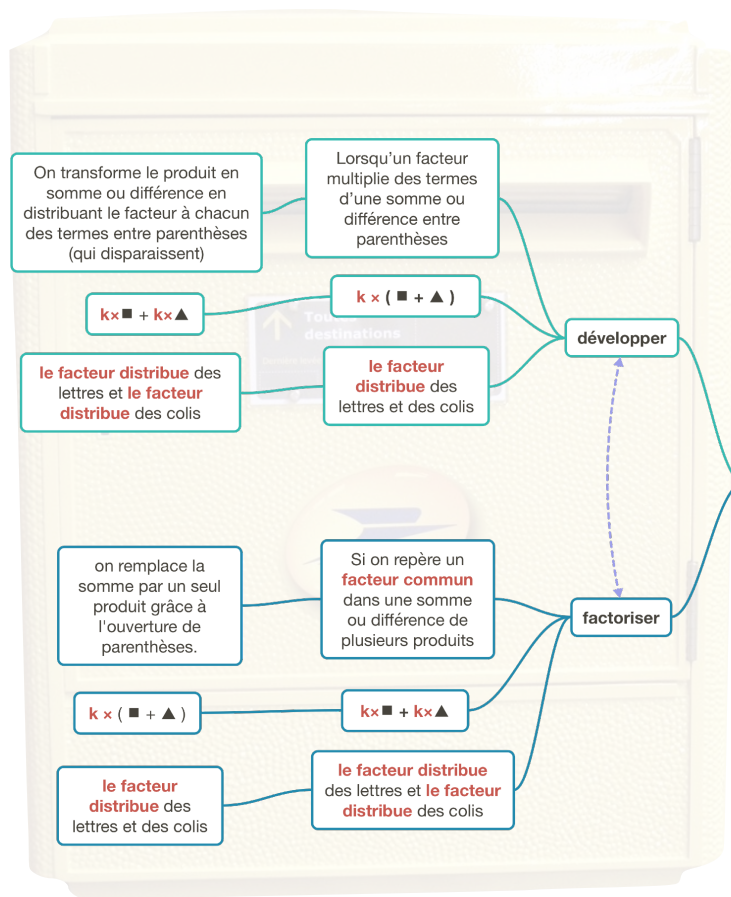 On transforme le produit en
somme ou différence en
distribuant le facteur à chacun
des termes entre parenthèses
(qui disparaissent)
Lorsqu'un facteur
multiplie des termes
d'une somme ou
différence entre
parenthèses
k×■ + k×▲
k × ( ■ + ▲ )
le facteur distribue des
lettres et le facteur
distribue des colis
le facteur
distribue des
lettres et des colis
développer
destinations
on remplace la
somme par un seul
produit grâce à
l'ouverture de
parenthèses.
Si on repère un
facteur commun
dans une somme
ou différence de
plusieurs produits
factoriser
k × ( ■ + ▲ )
k×■ + k×▲
le facteur
distribue des
lettres et des colis
le facteur distribue
des lettres et le facteur
distribue des colis